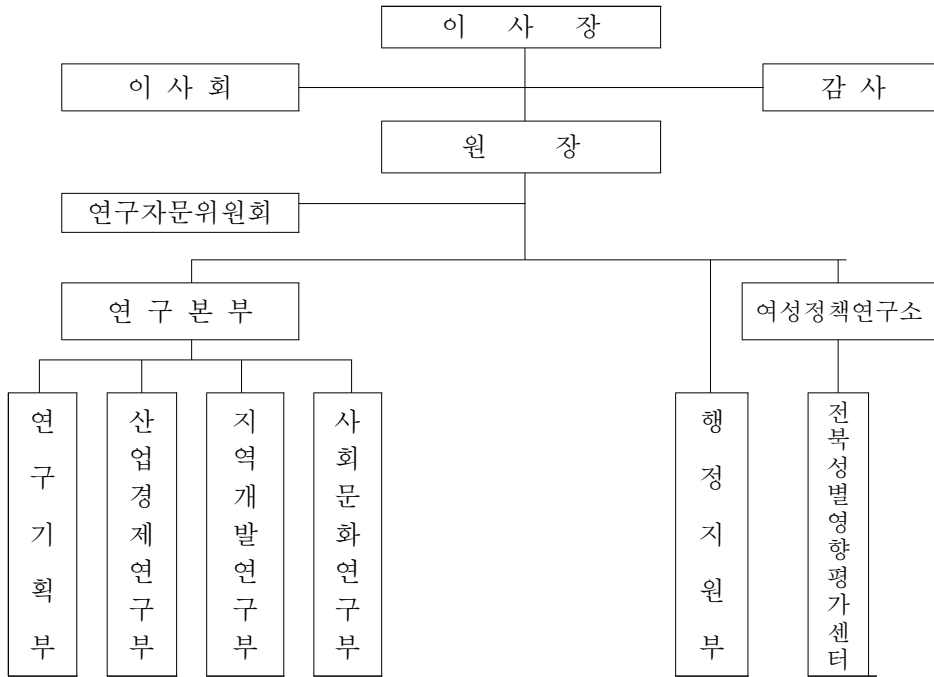 이 사 장
이 사 회
감 사
원 장
연구자문위원회
연 구 본 부
여성정책연구소
연구기획부
산업경제연구부
지역개발연구부
사회문화연구부
행정지원부
전북성별영향평가센터